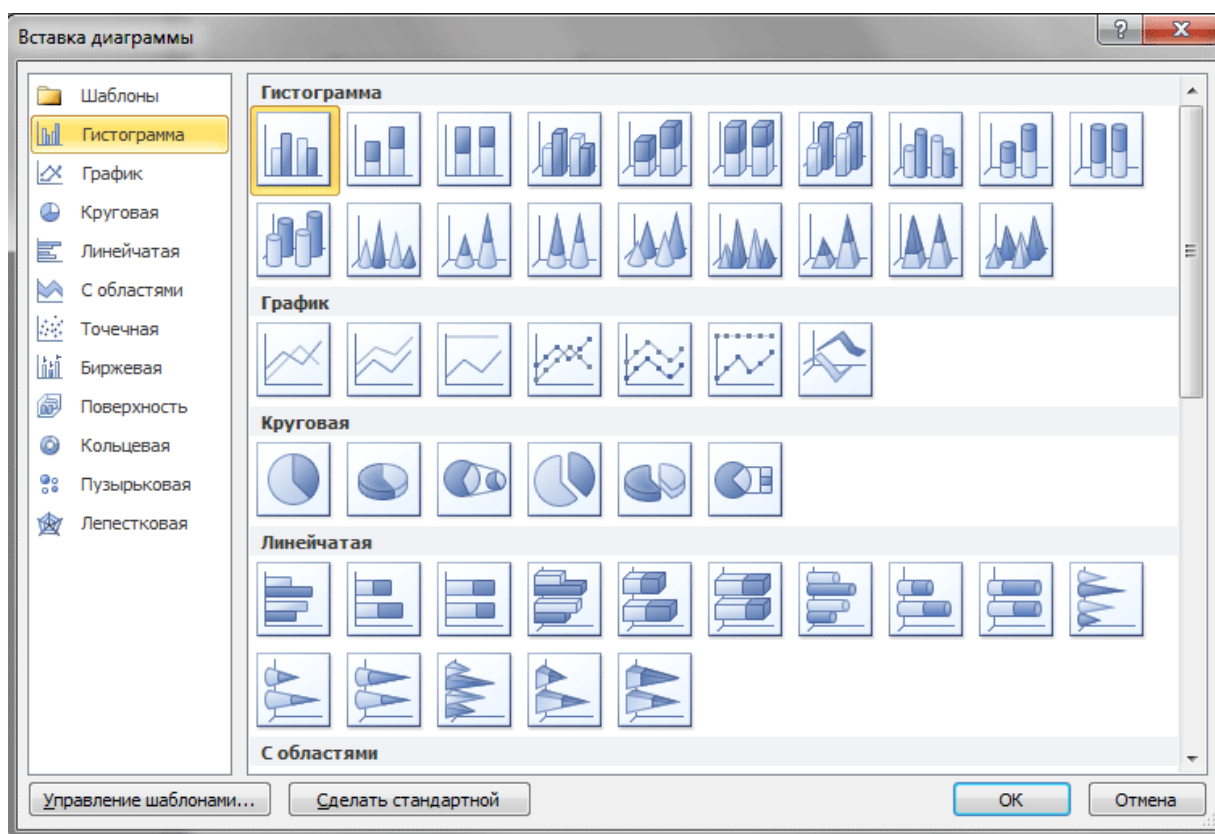 Вставка диаграммы
Шаблоны
Гистограмма
График
Круговая
Линейчатая
С областями
Точечная
Биржевая
Поверхность
Кольцевая
Пузырьковая
Лепестковая
Гистограмма
График
Круговая
Линейчатая
С областями
Управление шаблонами...
Сделать стандартной
ОК
Отмена